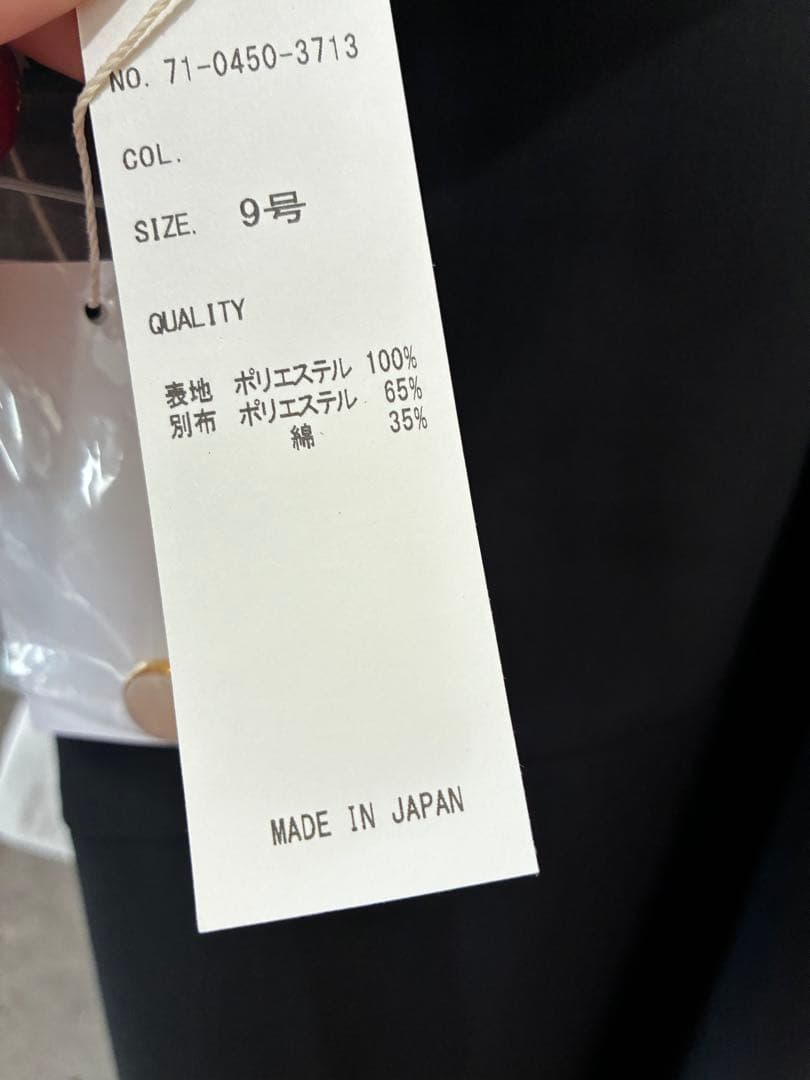 NO. 71-0450-3713
COL.
SIZE. 9号
QUALITY
表地 ポリエステル 100%
別布 ポリエステル 65%
綿 35%
MADE IN JAPAN